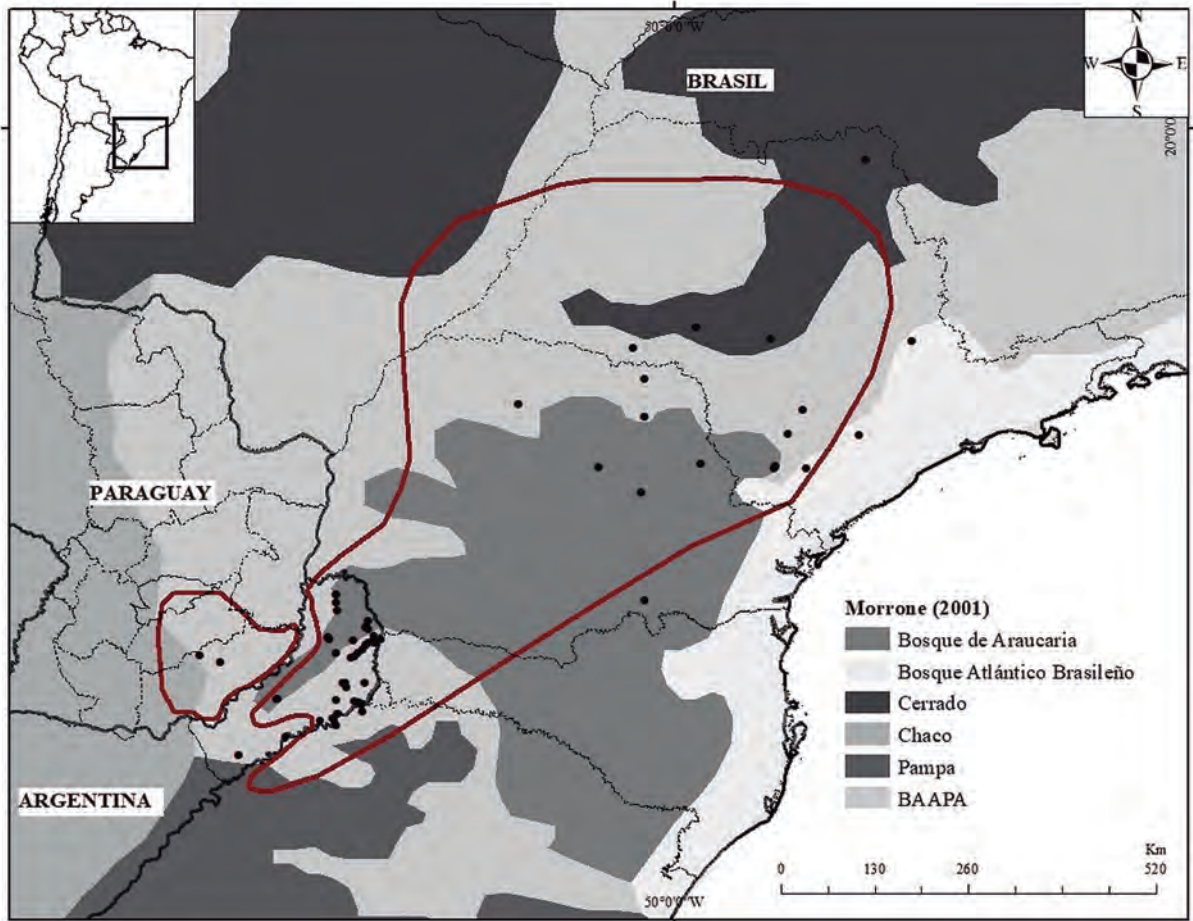 50°0'0"W
N
W E
S
BRASIL
20°0'0
PARAGUAY
ARGENTINA
Morrone (2001)
Bosque de Araucaria
Bosque Atlántico Brasileño
Cerrado
Chaco
Pampa
BAAPA
Km
0 130 260 520
50°0'0"W